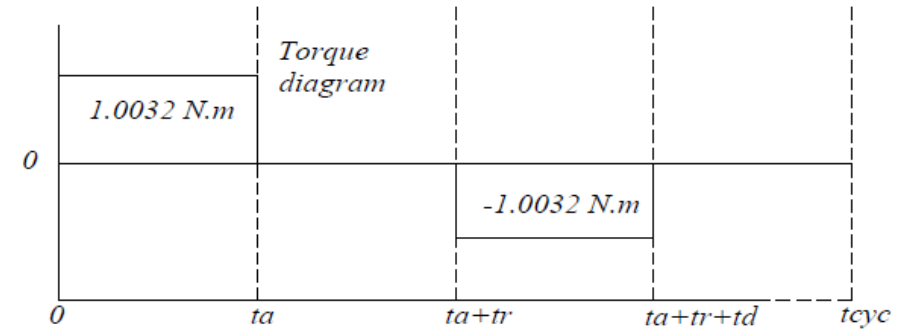 Torque
diagram
1.0032 N.m
0
-1.0032 N.m
0 ta ta+tr ta+tr+td tcyc